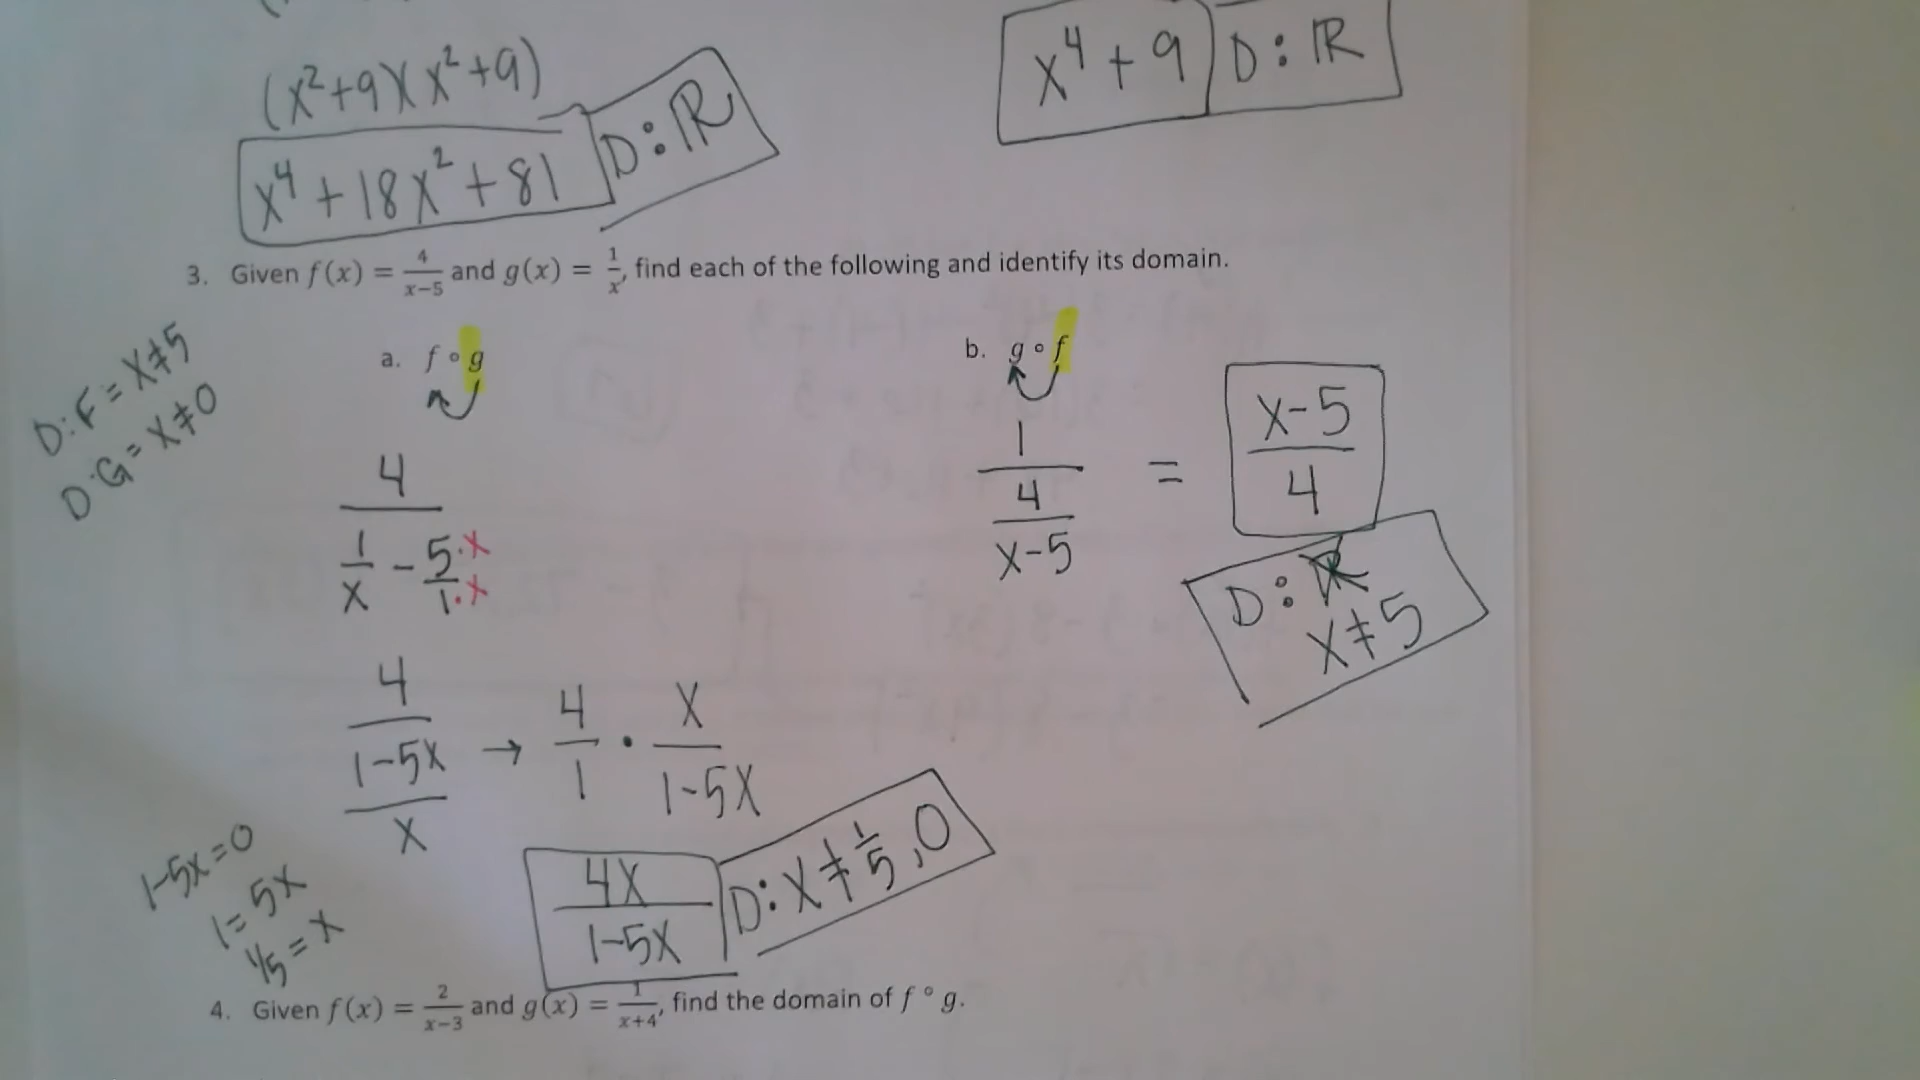 (x²+9)(x²+9)
x⁴+18x²+81 D:ℝ
x⁴+9 D:ℝ
3. Given f(x) = 4/(x−5) and g(x) = 1/x, find each of the following and identify its domain.
D:F = X≠5
D:G = X≠0
a. f ∘ g
4
1/x − 5·x/1·x
4
1-5x
x
→ 4/1 · x/(1-5x)
1-5x=0
1=5x
1/5=x
4x/(1-5x) D: X≠1/5,0
b. g ∘ f
1
4
x-5
= x-5
4
D: ℝ
X≠5
4. Given f(x) = 2/(x−3) and g(x) = 1/(x+4), find the domain of f ∘ g.